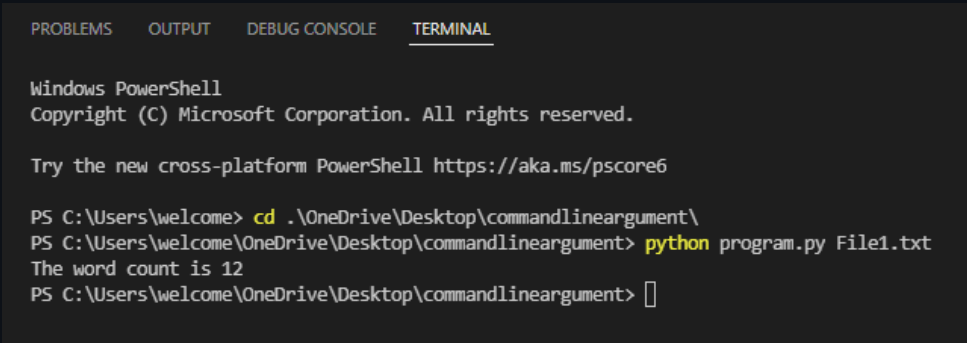 PROBLEMS OUTPUT DEBUG CONSOLE TERMINAL
Windows PowerShell
Copyright (C) Microsoft Corporation. All rights reserved.
Try the new cross-platform PowerShell https://aka.ms/pscore6
PS C:\Users\welcome> cd .\OneDrive\Desktop\commandlineargument\
PS C:\Users\welcome\OneDrive\Desktop\commandlineargument> python program.py File1.txt
The word count is 12
PS C:\Users\welcome\OneDrive\Desktop\commandlineargument>